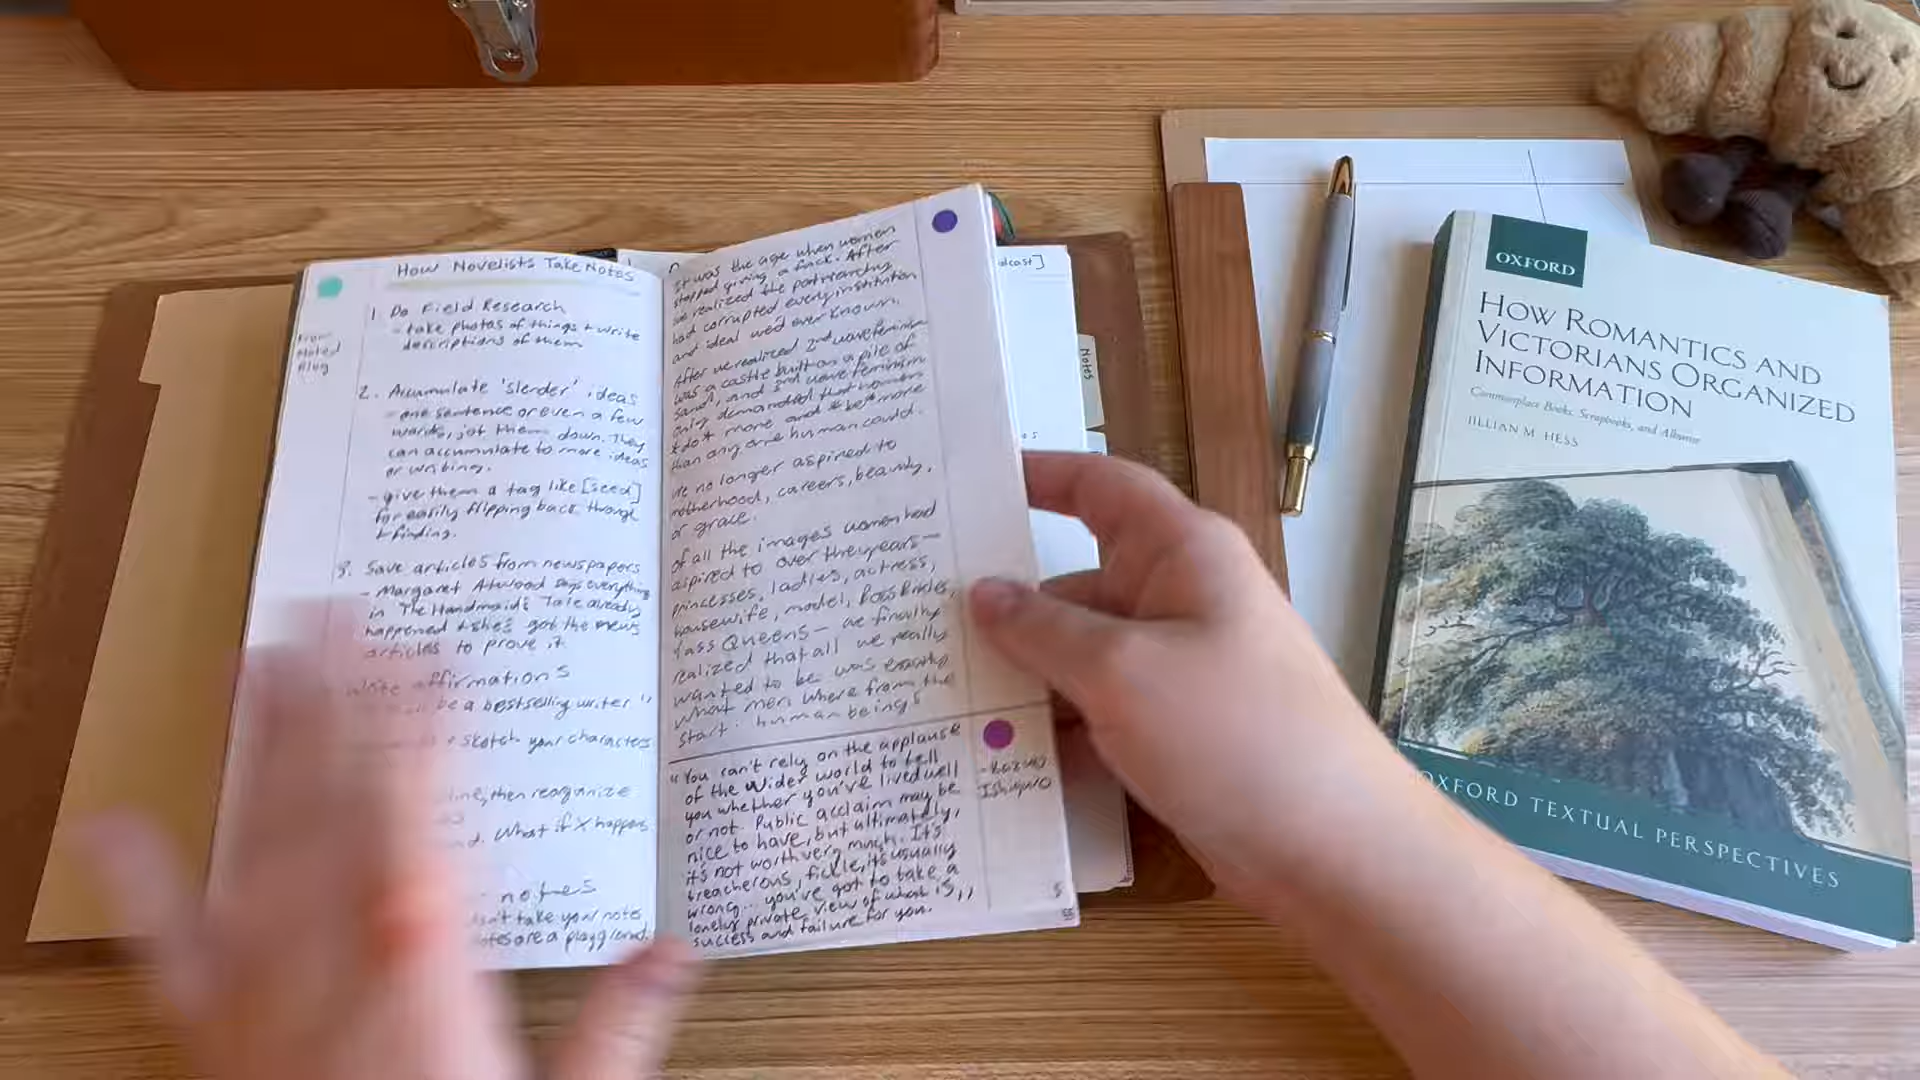 How Novelists Take Notes
From
Noted
Blog
1. Do Field Research
- take photos of things + write
descriptions of them
2. Accumulate 'slender' ideas
- one sentence or even a few
words, jot them down. They
can accumulate to more ideas
or writing.
- give them a tag like [seed]
for easily flipping back through
+ finding.
3. Save articles from newspapers
- Margaret Atwood says everything
in The Handmaid's Tale already
happened + she's got the news
articles to prove it
Write affirmations
be a bestselling writer"
+ sketch your characters
then reorganize
What if X happens
notes
take your notes
notes are a playground.
It was the age when women
stopped giving a fuck. After
we realized the patriarchy
had corrupted every institution
and ideal we'd ever known.
After we realized 2nd wave feminism
was a castle built on a pile of
sand, and 3rd wave feminism
only demanded that women
*do* more and *be* more
than any one human could.
We no longer aspired to
motherhood, careers, beauty,
or grace.
Of all the images women had
aspired to over the years—
princesses, ladies, actress,
housewife, model, Boss Bitches,
Yass Queens— we finally
realized that all we really
wanted to be was exactly
what men where from the
start: human beings
"You can't rely on the applause
of the wider world to tell
you whether you've lived well
or not. Public acclaim may be
nice to have, but ultimately,
it's not worth very much. It's
treacherous, fickle, it's usually
wrong... you've got to take a
lonely, private view of what is
success and failure for you."
- Kazuo
Ishiguro
dcast]
Notes
OXFORD
HOW ROMANTICS AND
VICTORIANS ORGANIZED
INFORMATION
Commonplace Books, Scrapbooks, and Albums
JILLIAN M. HESS
OXFORD TEXTUAL PERSPECTIVES